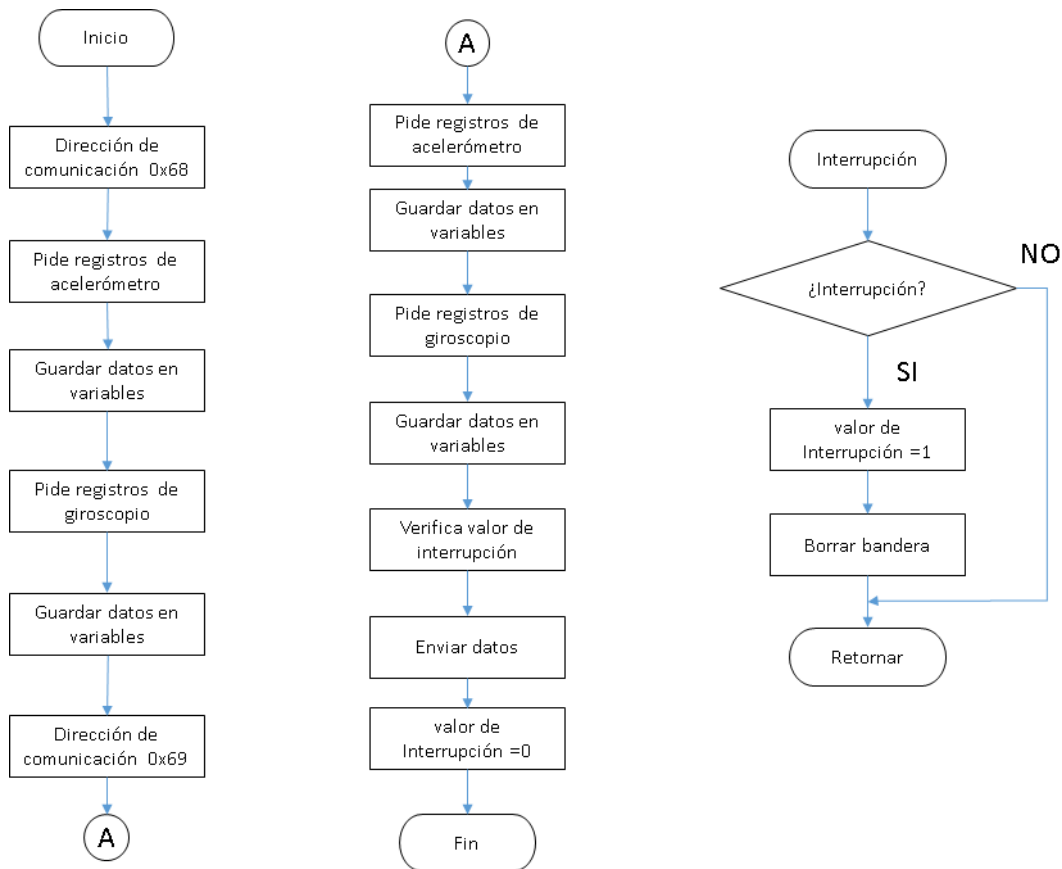 Inicio
Dirección de
comunicación 0x68
Pide registros de
acelerómetro
Guardar datos en
variables
Pide registros de
giroscopio
Guardar datos en
variables
Dirección de
comunicación 0x69
A
A
Pide registros de
acelerómetro
Guardar datos en
variables
Pide registros de
giroscopio
Guardar datos en
variables
Verifica valor de
interrupción
Enviar datos
valor de
Interrupción =0
Fin
Interrupción
¿Interrupción?
NO
SI
valor de
Interrupción =1
Borrar bandera
Retornar